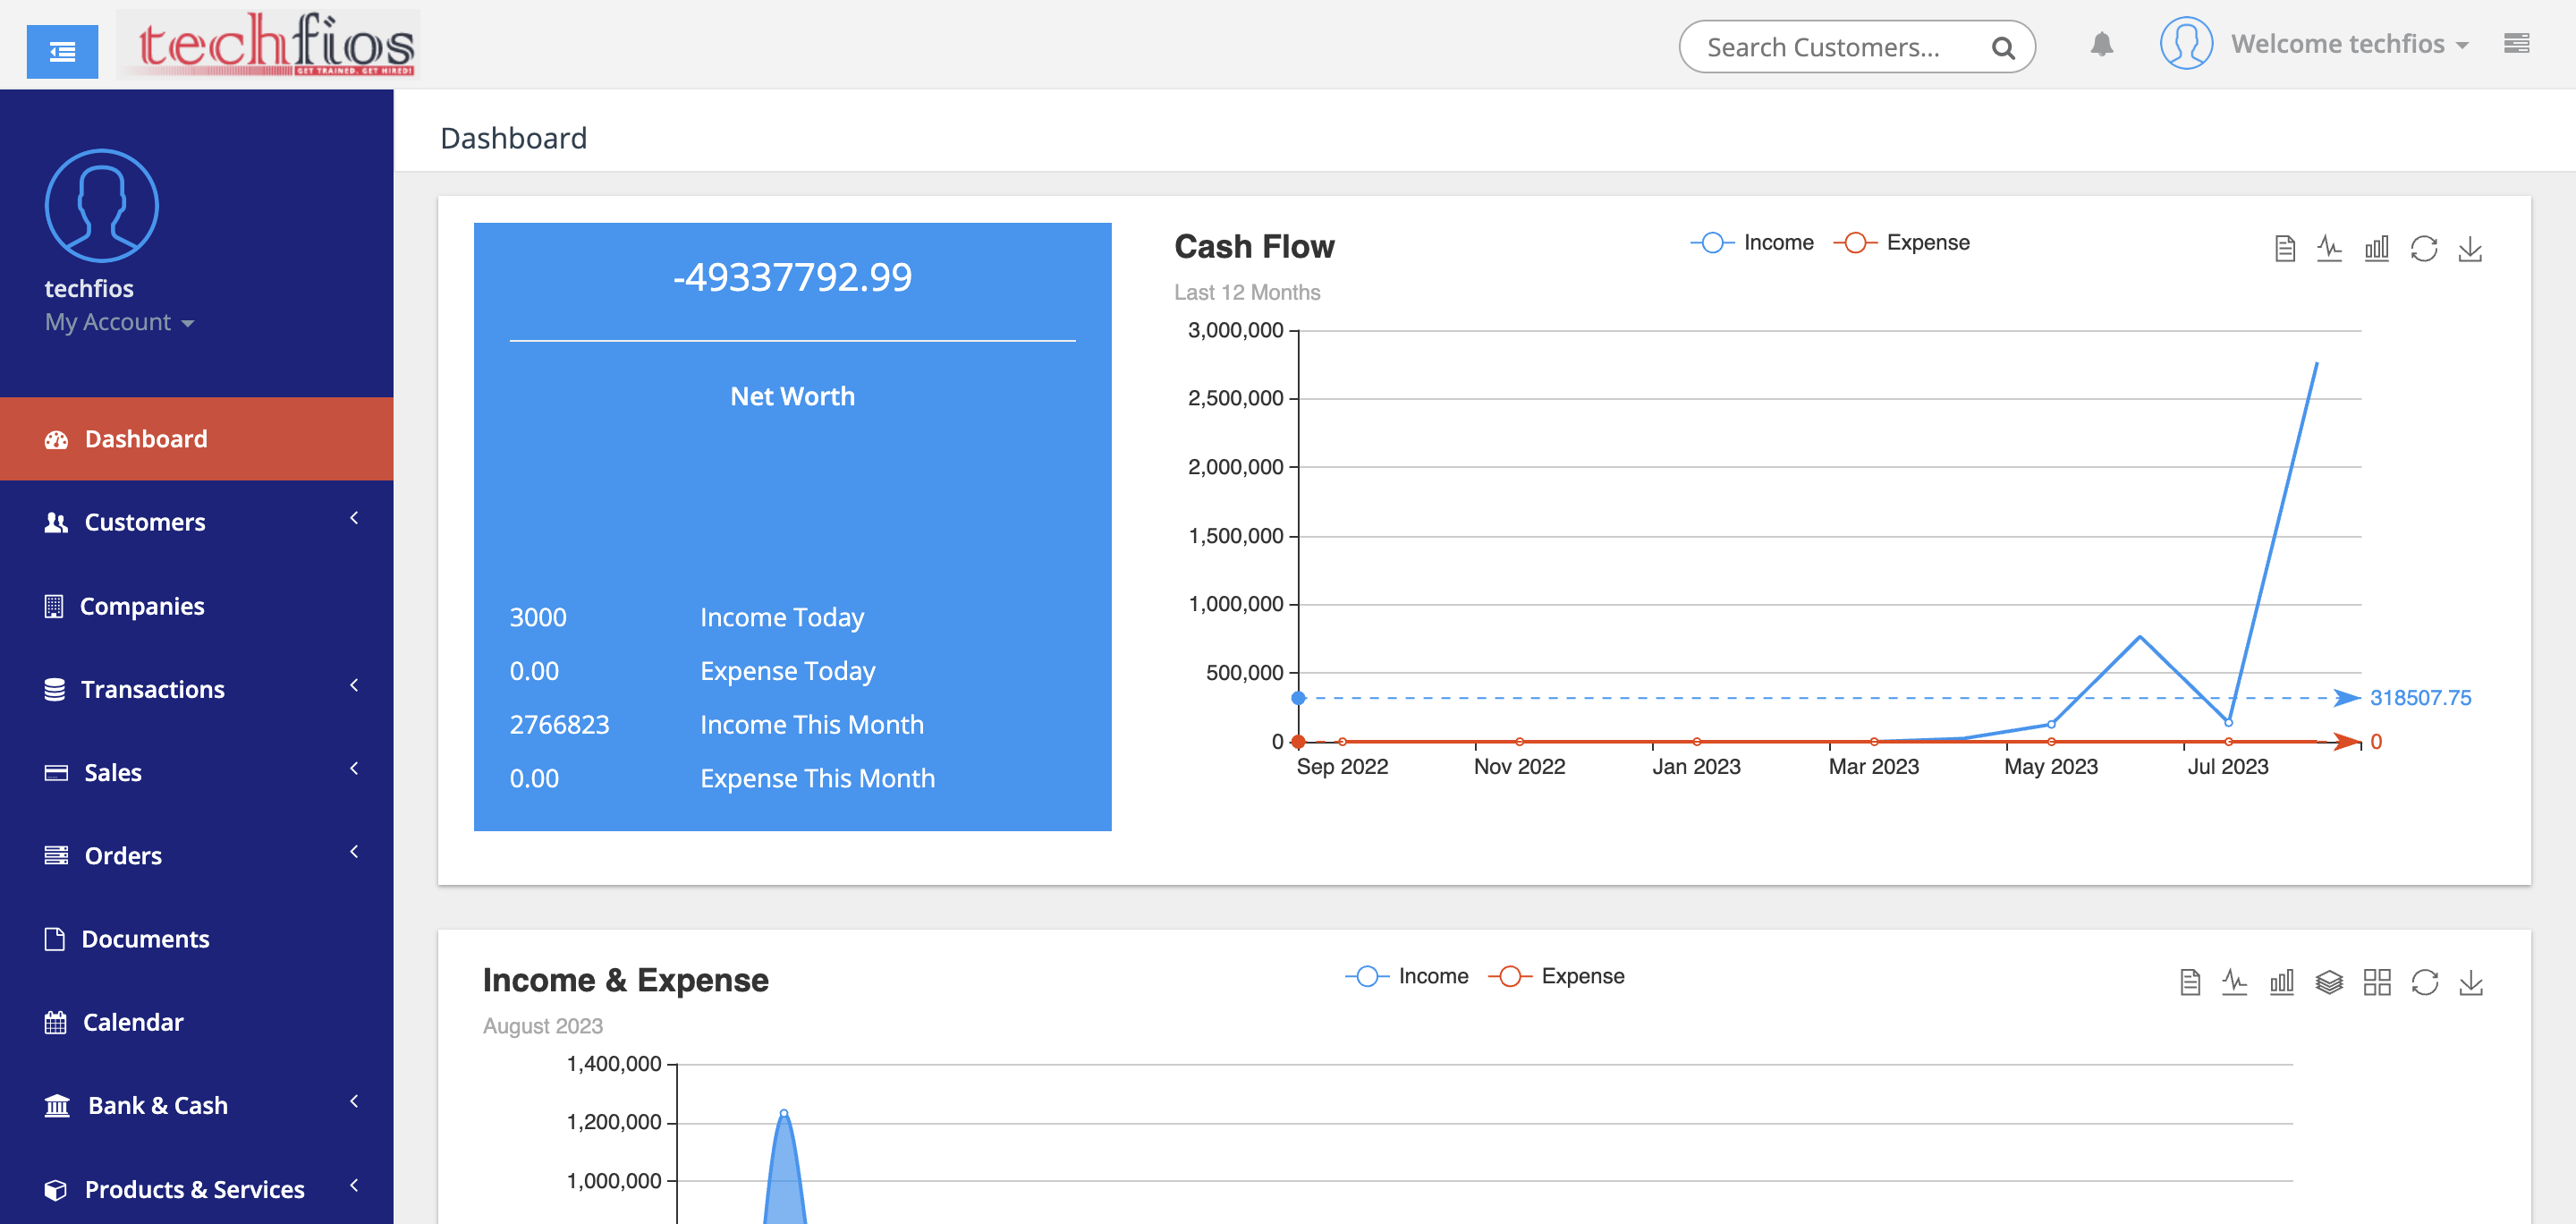 techfios
GET TRAINED. GET HIRED!
Search Customers...
Welcome techfios
techfios
My Account
Dashboard
Customers
Companies
Transactions
Sales
Orders
Documents
Calendar
Bank & Cash
Products & Services
Dashboard
-49337792.99
Net Worth
3000 Income Today
0.00 Expense Today
2766823 Income This Month
0.00 Expense This Month
Cash Flow
Last 12 Months
Income Expense
3,000,000
2,500,000
2,000,000
1,500,000
1,000,000
500,000
318507.75
0
0
Sep 2022 Nov 2022 Jan 2023 Mar 2023 May 2023 Jul 2023
Income & Expense
August 2023
Income Expense
1,400,000
1,200,000
1,000,000